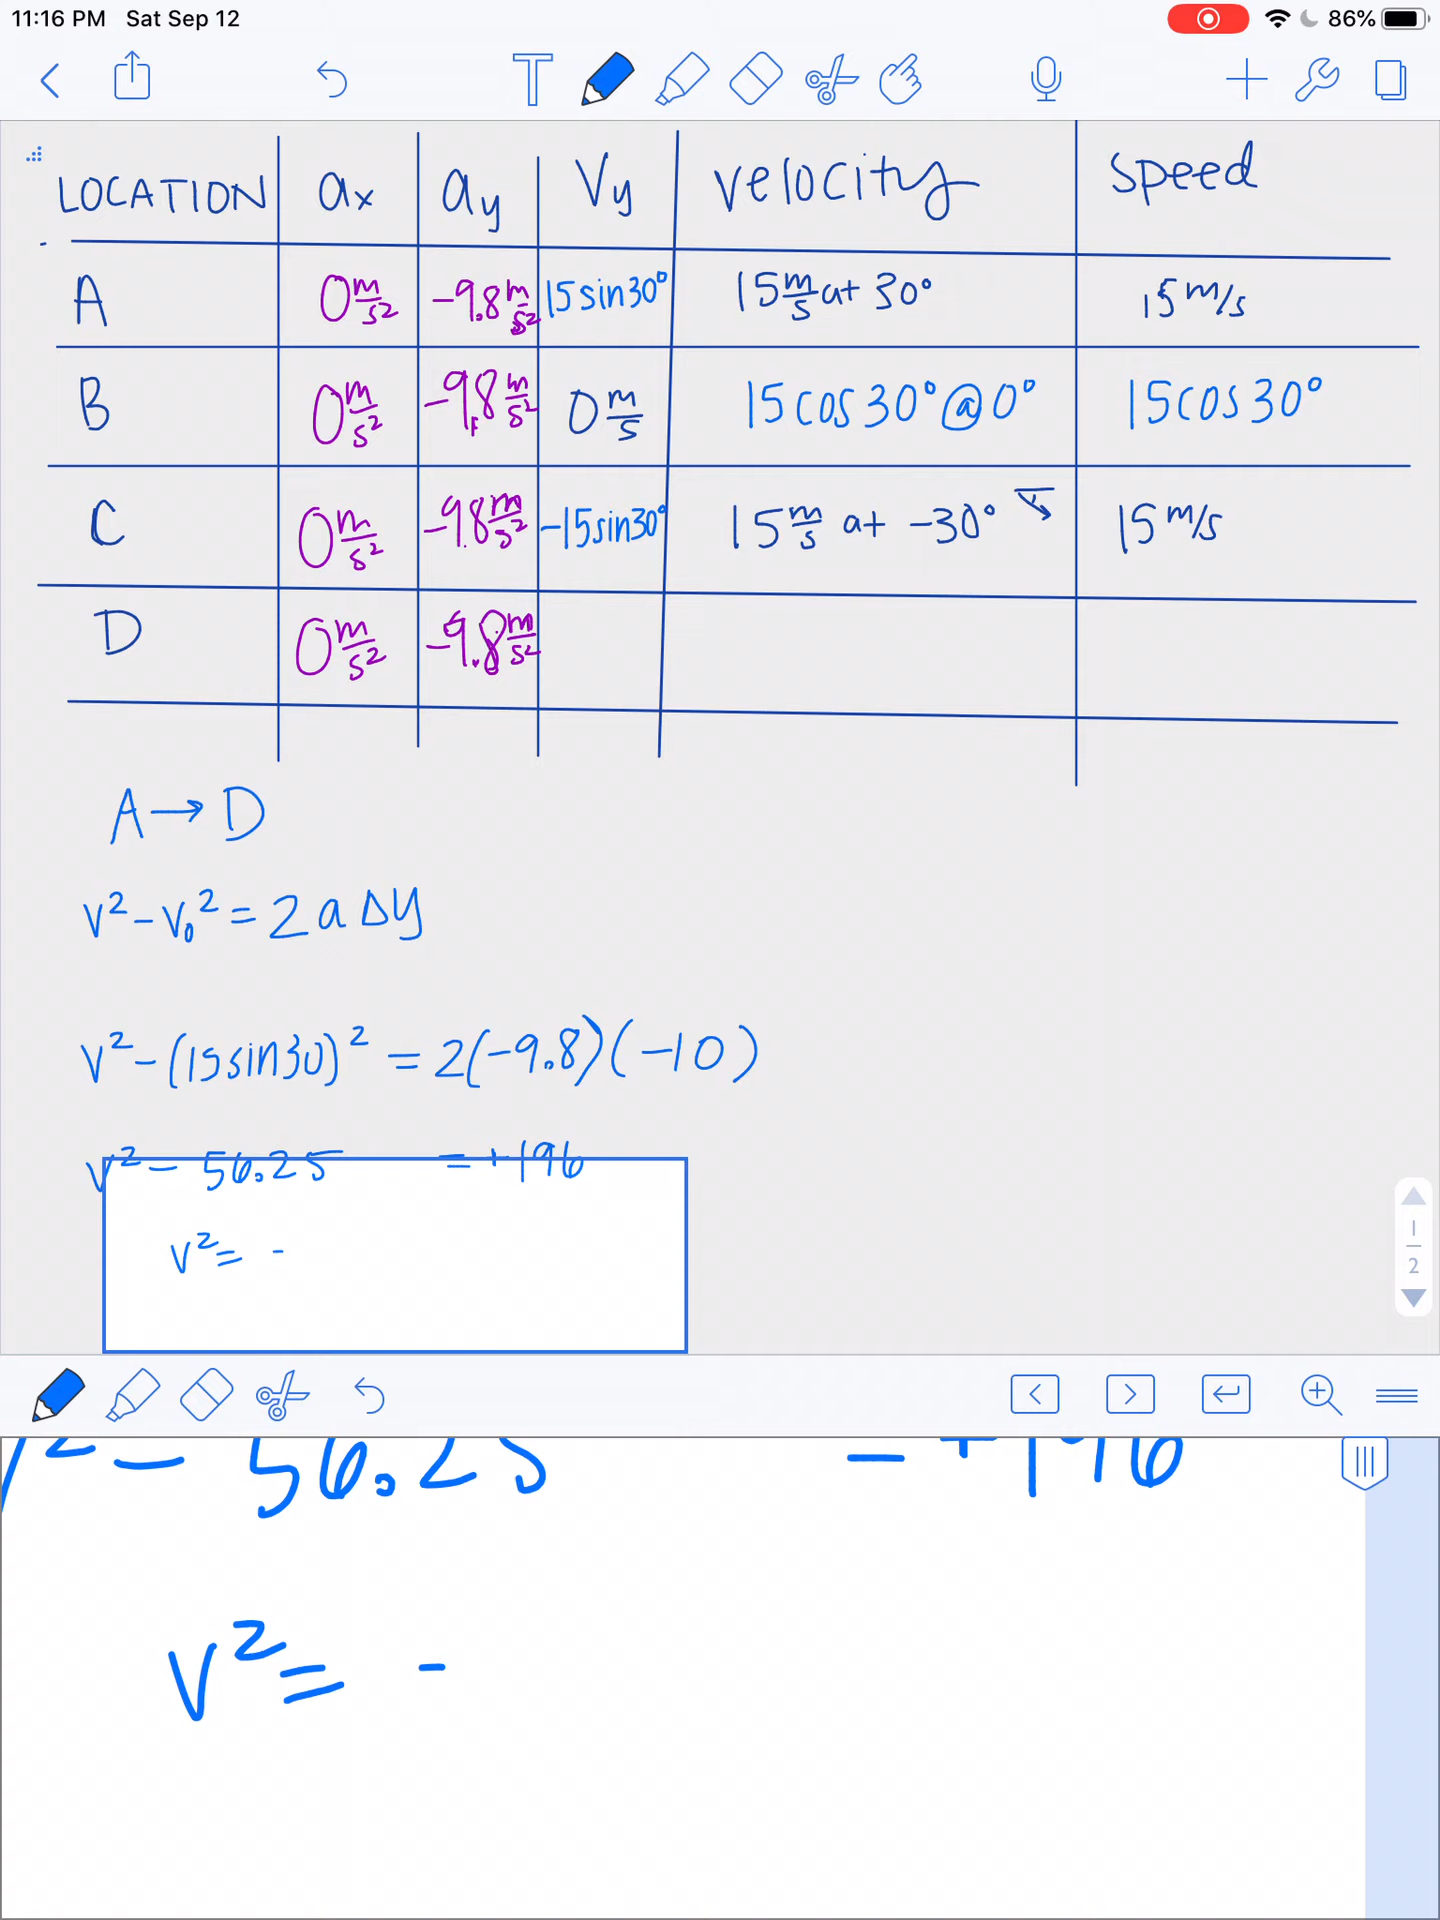 11:16 PM Sat Sep 12 86%
T
LOCATION ax ay Vy velocity speed
A 0 m/s² -9.8 m/s² 15 sin30° 15 m/s at 30° 15 m/s
B 0 m/s² -9.8 m/s² 0 m/s 15 cos 30° @ 0° 15 cos 30°
C 0 m/s² -9.8 m/s² -15 sin30° 15 m/s at -30° 15 m/s
D 0 m/s² -9.8 m/s²
A → D
v² - v₀² = 2 a Δy
v² - (15 sin30)² = 2(-9.8)(-10)
v² - 56.25 = +196
v² = -
1
2
v² - 56.25 = +196
v² = -